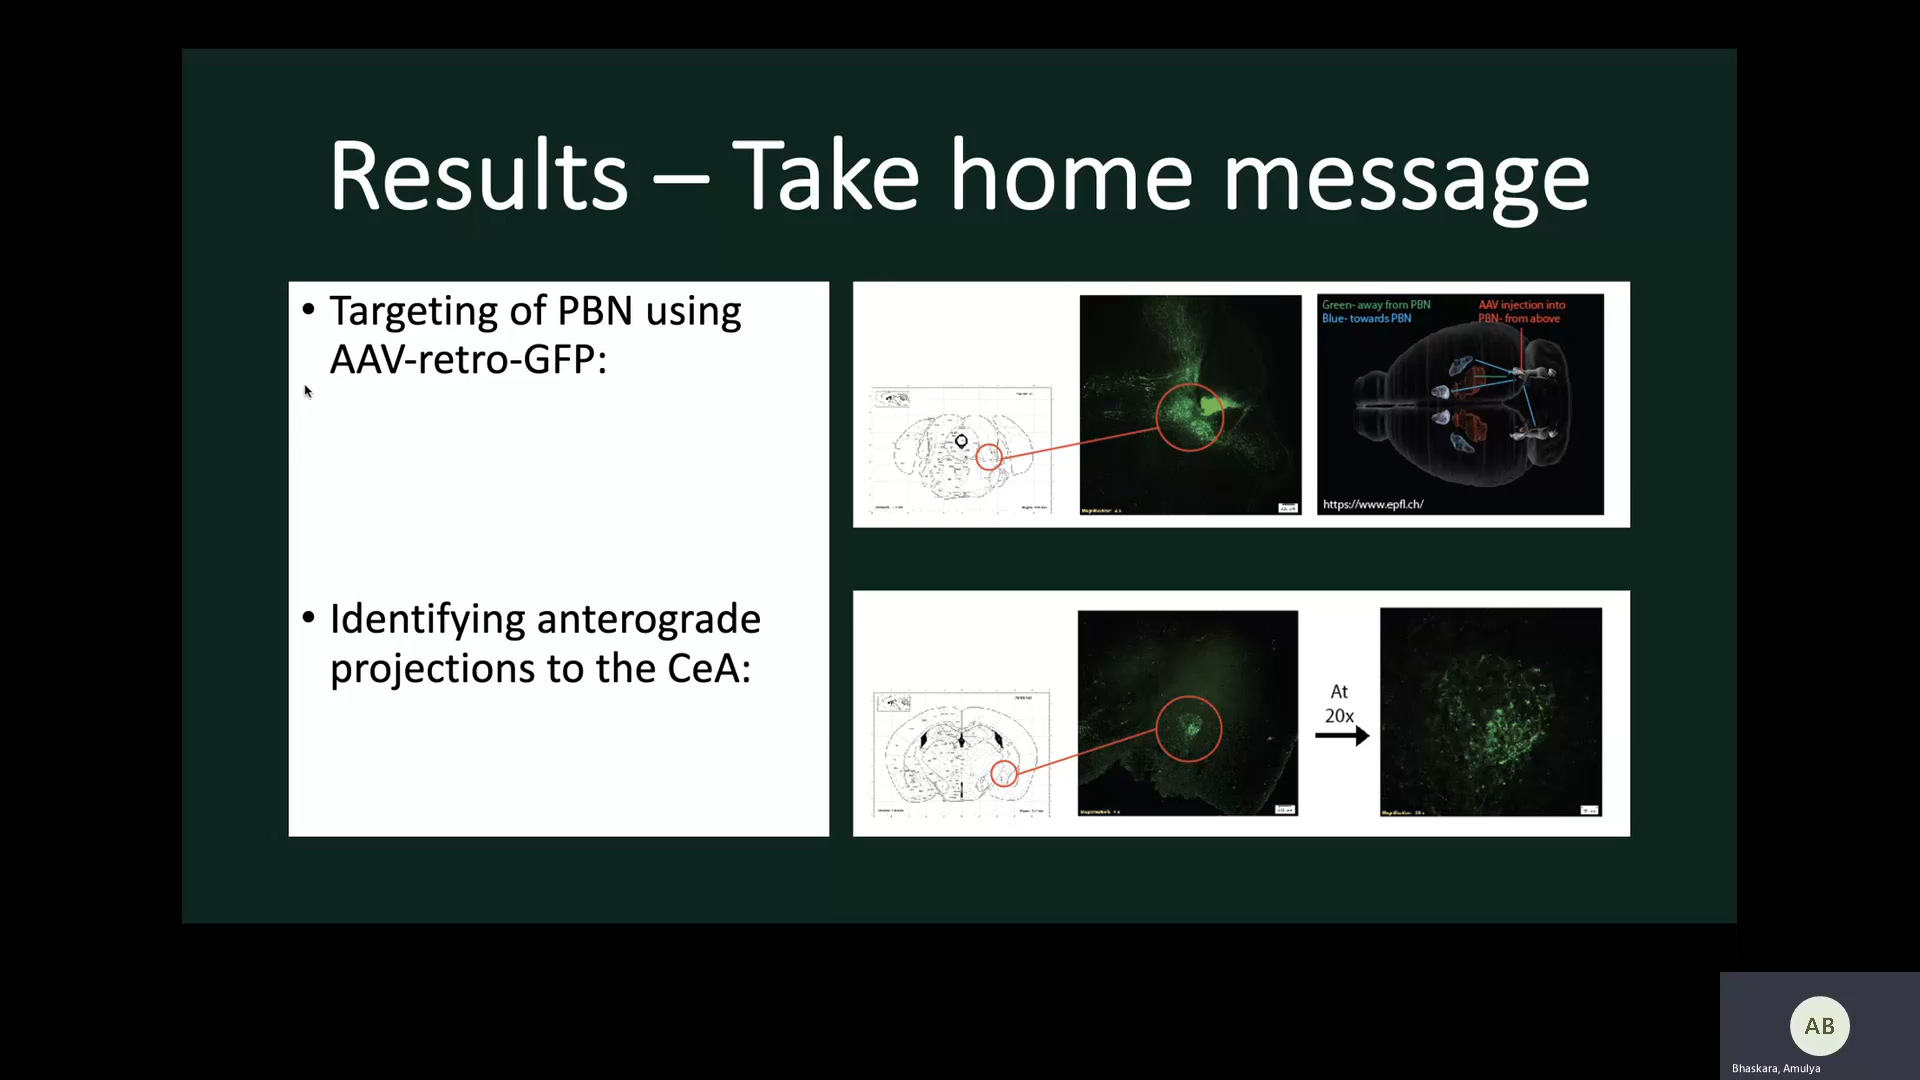 Results – Take home message
• Targeting of PBN using
AAV-retro-GFP:
Green- away from PBN
Blue- towards PBN
AAV injection into
PBN- from above
https://www.epfl.ch/
• Identifying anterograde
projections to the CeA:
At
20x
AB
Bhaskara, Amulya